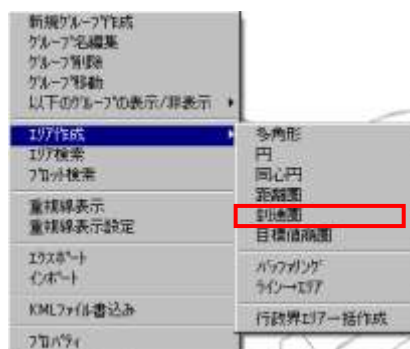 新規ｸﾞﾙｰﾌﾟ作成
ｸﾞﾙｰﾌﾟ名編集
ｸﾞﾙｰﾌﾟ削除
ｸﾞﾙｰﾌﾟ移動
以下のｸﾞﾙｰﾌﾟの表示/非表示
ｴﾘｱ作成
ｴﾘｱ検索
ﾌﾟﾛｯﾄ検索
重複線表示
重複線表示設定
ｴｸｽﾎﾟｰﾄ
ｲﾝﾎﾟｰﾄ
KMLﾌｧｲﾙ書込み
ﾌﾟﾛﾊﾟﾃｨ
多角形
円
同心円
距離圏
到達圏
目標値商圏
ﾊﾞｯﾌｧﾘﾝｸﾞ
ﾗｲﾝ→ｴﾘｱ
行政界ｴﾘｱ一括作成